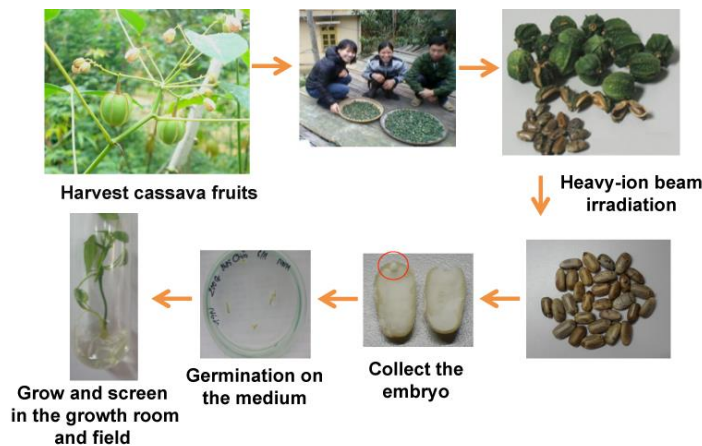 Harvest cassava fruits
Heavy-ion beam
irradiation
Collect the
embryo
Germination on
the medium
Grow and screen
in the growth room
and field